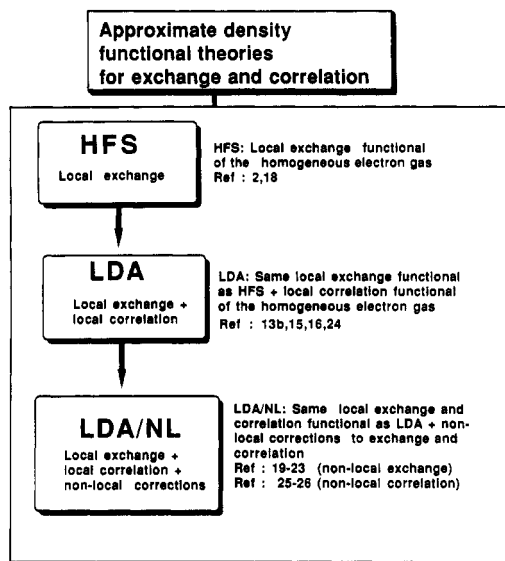 Approximate density
functional theories
for exchange and correlation
HFS
Local exchange
HFS: Local exchange functional
of the homogeneous electron gas
Ref : 2,18
LDA
Local exchange +
local correlation
LDA: Same local exchange functional
as HFS + local correlation functional
of the homogeneous electron gas
Ref : 13b,15,16,24
LDA/NL
Local exchange +
local correlation +
non-local corrections
LDA/NL: Same local exchange and
correlation functional as LDA + non-
local corrections to exchange and
correlation
Ref : 19-23 (non-local exchange)
Ref : 25-26 (non-local correlation)